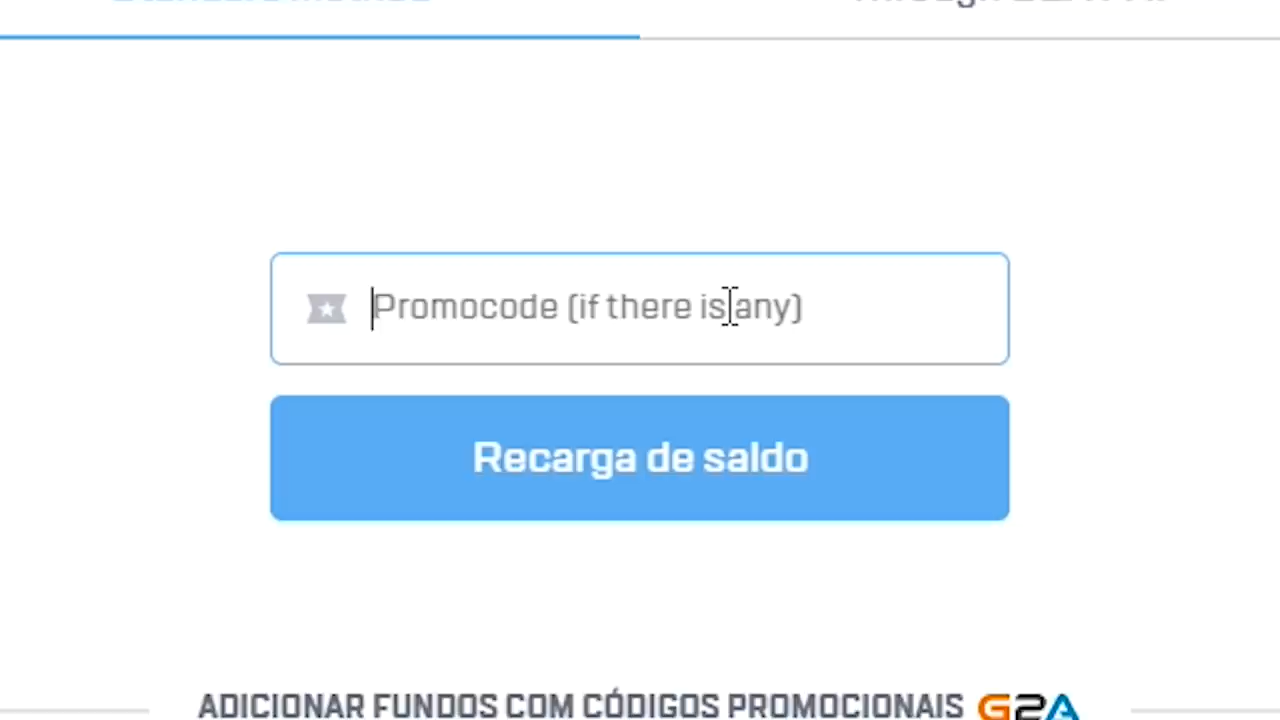 Promocode (if there is any)
Recarga de saldo
ADICIONAR FUNDOS COM CÓDIGOS PROMOCIONAIS G2A